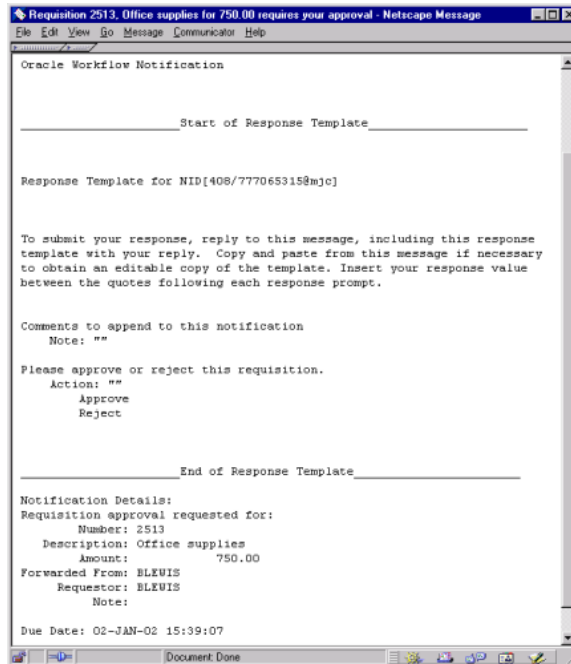 Requisition 2513, Office supplies for 750.00 requires your approval - Netscape Message
File Edit View Go Message Communicator Help
Oracle Workflow Notification
Start of Response Template
Response Template for NID[408/777065315@mjc]
To submit your response, reply to this message, including this response
template with your reply. Copy and paste from this message if necessary
to obtain an editable copy of the template. Insert your response value
between the quotes following each response prompt.
Comments to append to this notification
Note: ""
Please approve or reject this requisition.
Action: ""
Approve
Reject
End of Response Template
Notification Details:
Requisition approval requested for:
Number: 2513
Description: Office supplies
Amount: 750.00
Forwarded From: BLEWIS
Requestor: BLEWIS
Note:
Due Date: 02-JAN-02 15:39:07
Document: Done